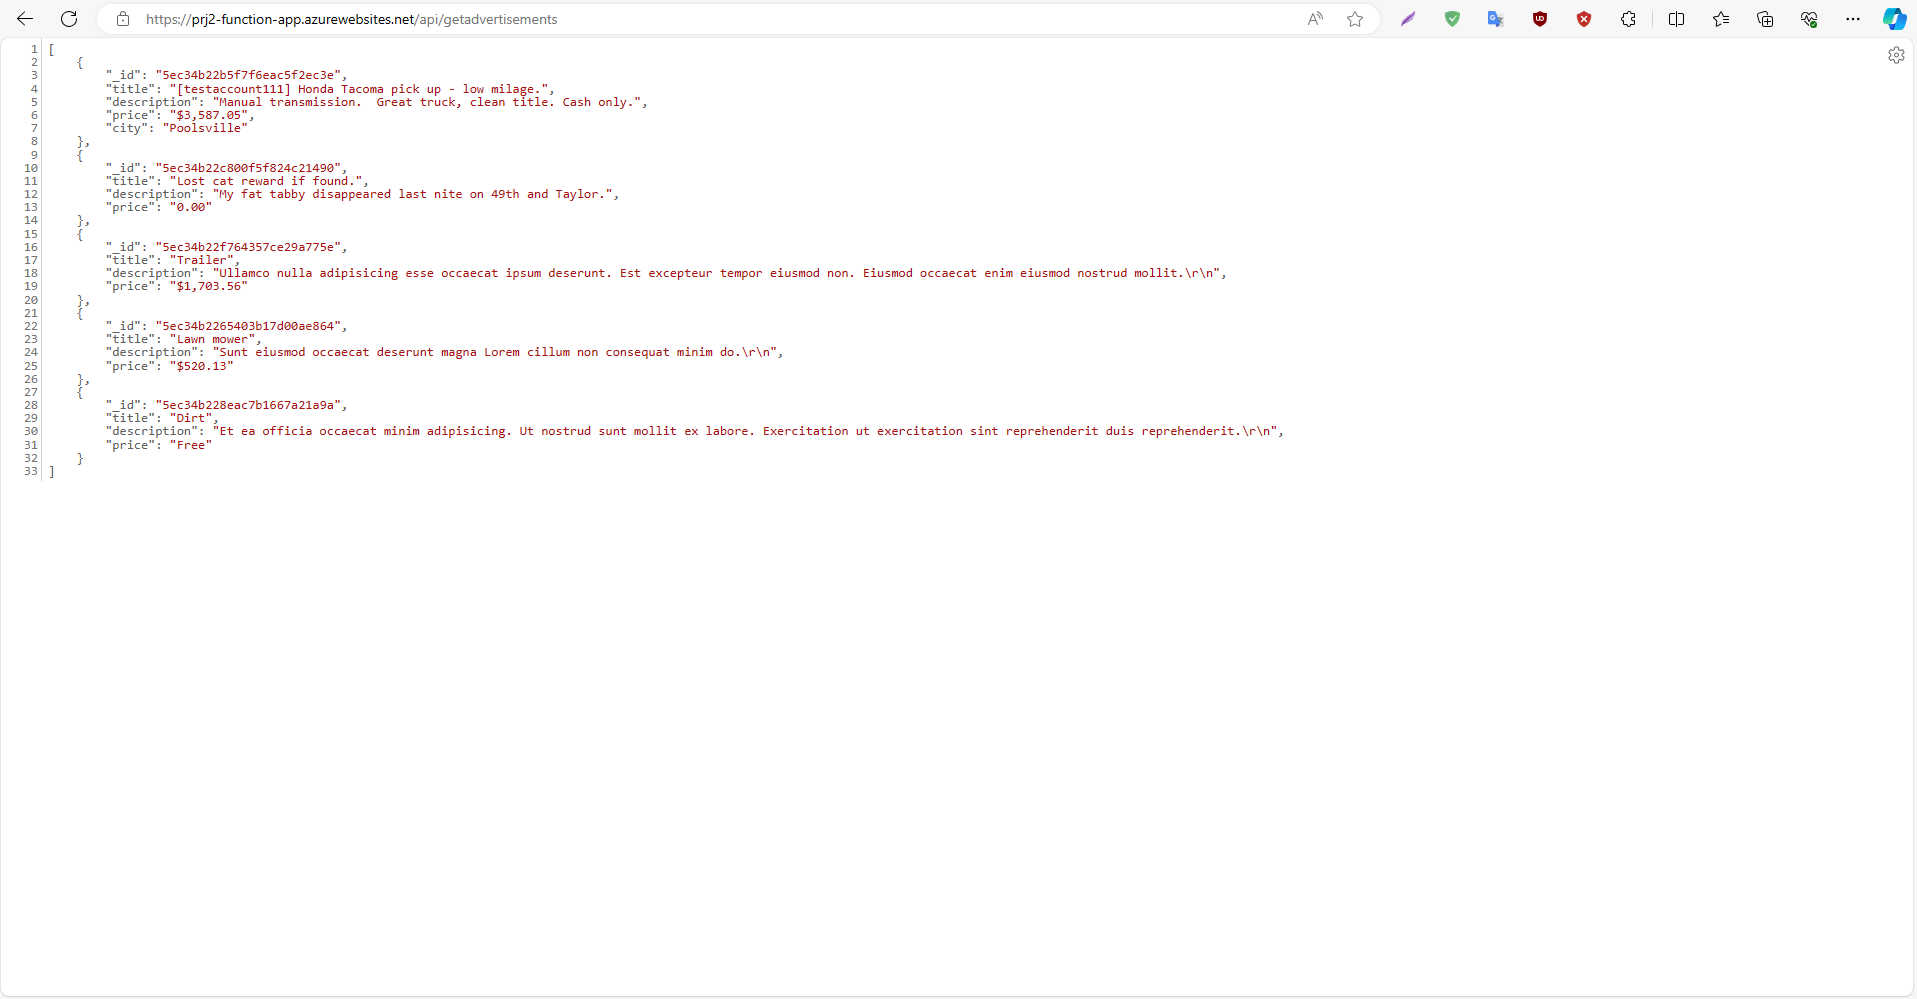 https://prj2-function-app.azurewebsites.net/api/getadvertisements
1 [
2 {
3 "_id": "5ec34b22b5f7f6eac5f2ec3e",
4 "title": "[testaccount111] Honda Tacoma pick up - low milage.",
5 "description": "Manual transmission.  Great truck, clean title. Cash only.",
6 "price": "$3,587.05",
7 "city": "Poolsville"
8 },
9 {
10 "_id": "5ec34b22c800f5f824c21490",
11 "title": "Lost cat reward if found.",
12 "description": "My fat tabby disappeared last nite on 49th and Taylor.",
13 "price": "0.00"
14 },
15 {
16 "_id": "5ec34b22f764357ce29a775e",
17 "title": "Trailer",
18 "description": "Ullamco nulla adipisicing esse occaecat ipsum deserunt. Est excepteur tempor eiusmod non. Eiusmod occaecat enim eiusmod nostrud mollit.\r\n",
19 "price": "$1,703.56"
20 },
21 {
22 "_id": "5ec34b2265403b17d00ae864",
23 "title": "Lawn mower",
24 "description": "Sunt eiusmod occaecat deserunt magna Lorem cillum non consequat minim do.\r\n",
25 "price": "$520.13"
26 },
27 {
28 "_id": "5ec34b228eac7b1667a21a9a",
29 "title": "Dirt",
30 "description": "Et ea officia occaecat minim adipisicing. Ut nostrud sunt mollit ex labore. Exercitation ut exercitation sint reprehenderit duis reprehenderit.\r\n",
31 "price": "Free"
32 }
33 ]